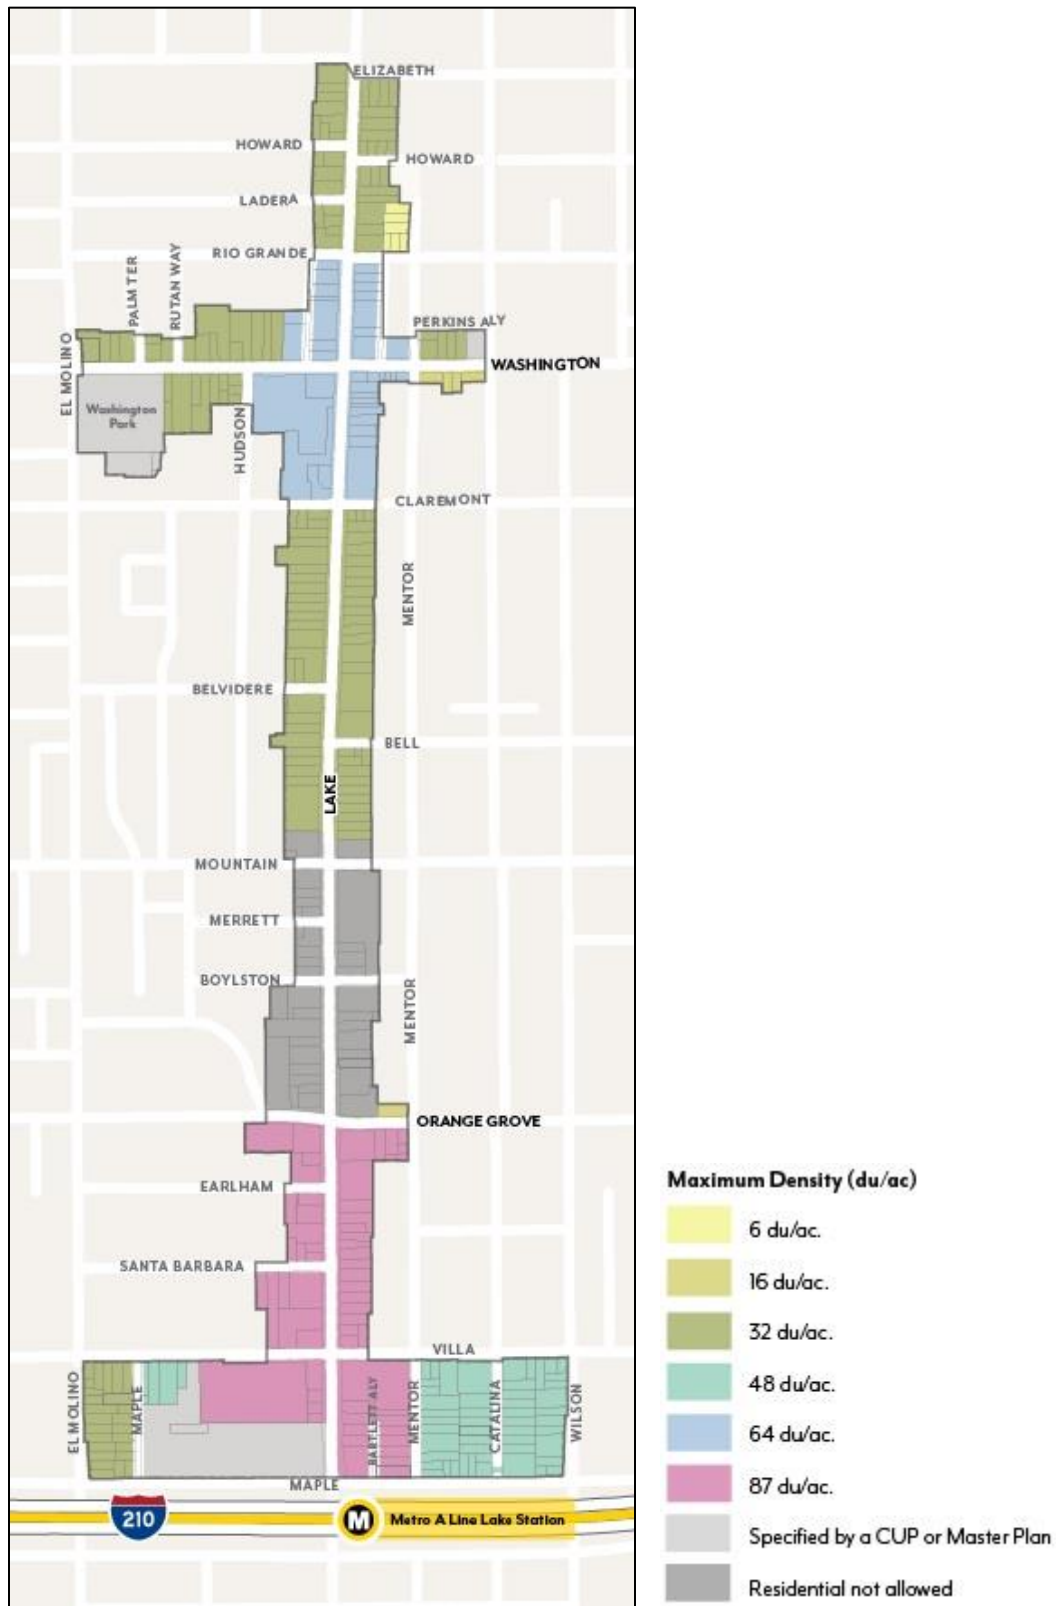 ELIZABETH
HOWARD
HOWARD
LADERA
RIO GRANDE
PALM TER
RUTAN WAY
PERKINS ALY
EL MOLINO
WASHINGTON
Washington
Park
HUDSON
CLAREMONT
MENTOR
BELVIDERE
BELL
LAKE
MOUNTAIN
MERRETT
BOYLSTON
MENTOR
ORANGE GROVE
EARLHAM
SANTA BARBARA
VILLA
EL MOLINO
MAPLE
BARTLETT ALY
MENTOR
CATALINA
WILSON
MAPLE
210
M Metro A Line Lake Station
Maximum Density (du/ac)
6 du/ac.
16 du/ac.
32 du/ac.
48 du/ac.
64 du/ac.
87 du/ac.
Specified by a CUP or Master Plan
Residential not allowed